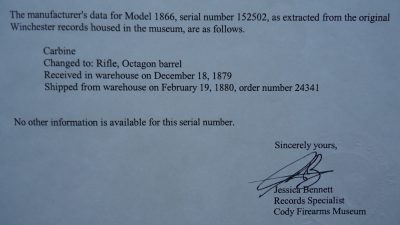 The manufacturer's data for Model 1866, serial number 152502, as extracted from the original
Winchester records housed in the museum, are as follows.
Carbine
Changed to: Rifle, Octagon barrel
Received in warehouse on December 18, 1879
Shipped from warehouse on February 19, 1880, order number 24341
No other information is available for this serial number.
Sincerely yours,
Jessica Bennett
Records Specialist
Cody Firearms Museum